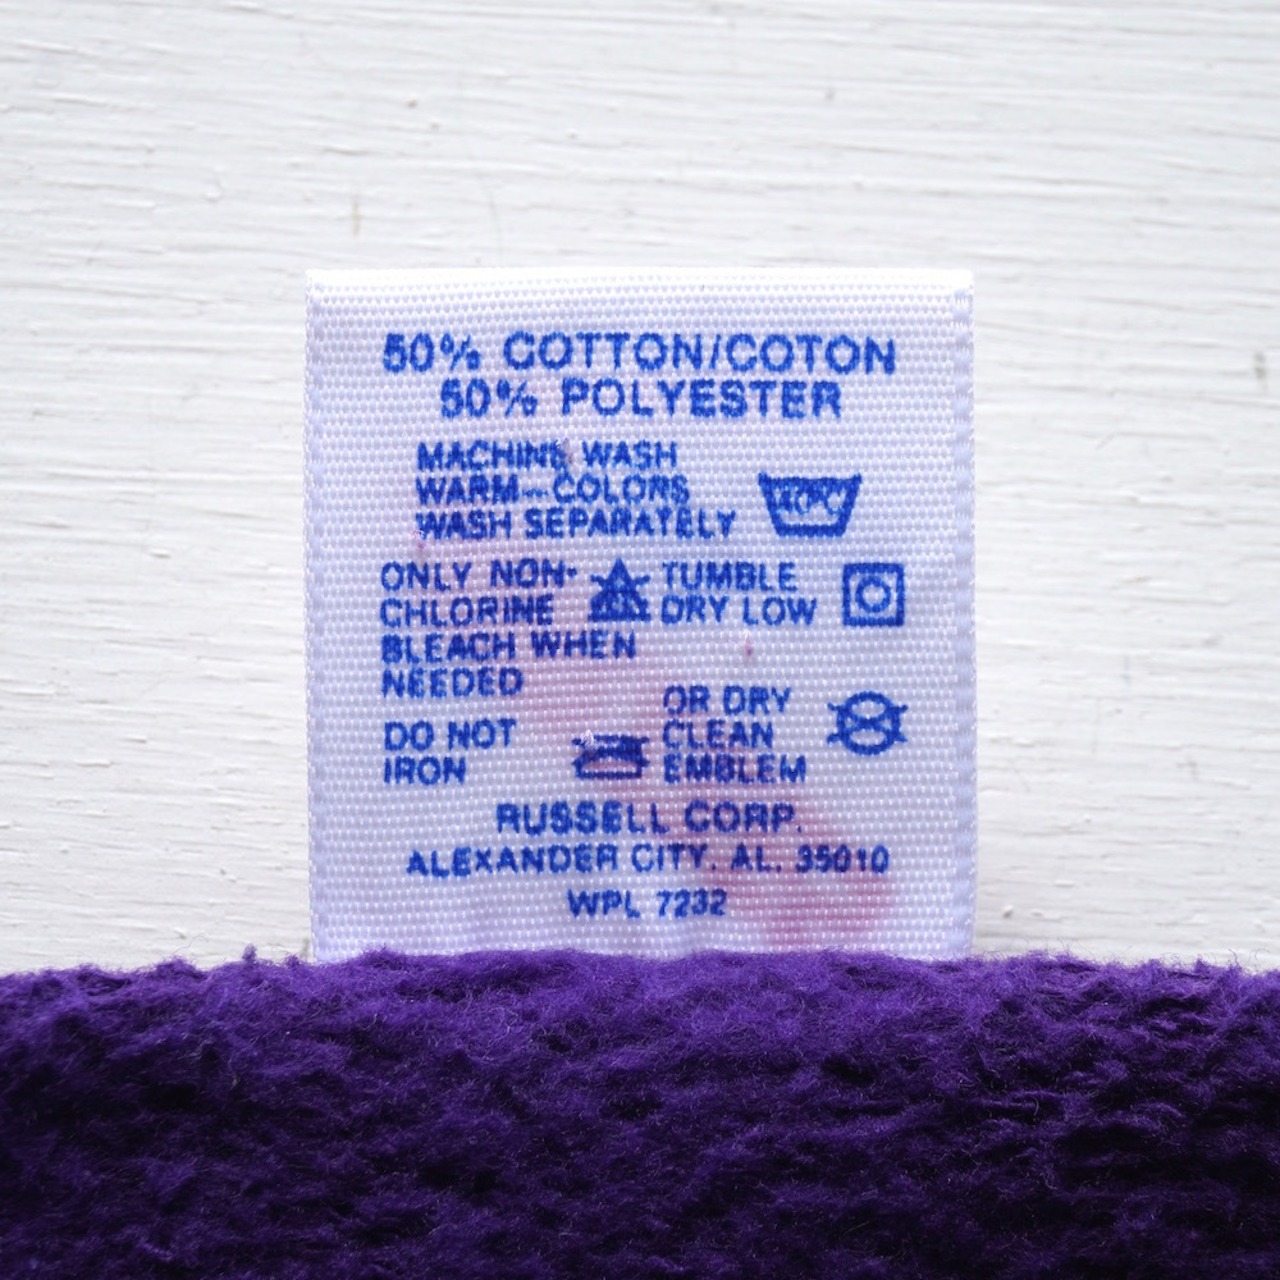 50% COTTON/COTON
50% POLYESTER
MACHINE WASH
WARM—COLORS
WASH SEPARATELY
40°C
ONLY NON-
CHLORINE
BLEACH WHEN
NEEDED
TUMBLE
DRY LOW
DO NOT
IRON
OR DRY
CLEAN
EMBLEM
RUSSELL CORP.
ALEXANDER CITY, AL. 35010
WPL 7232